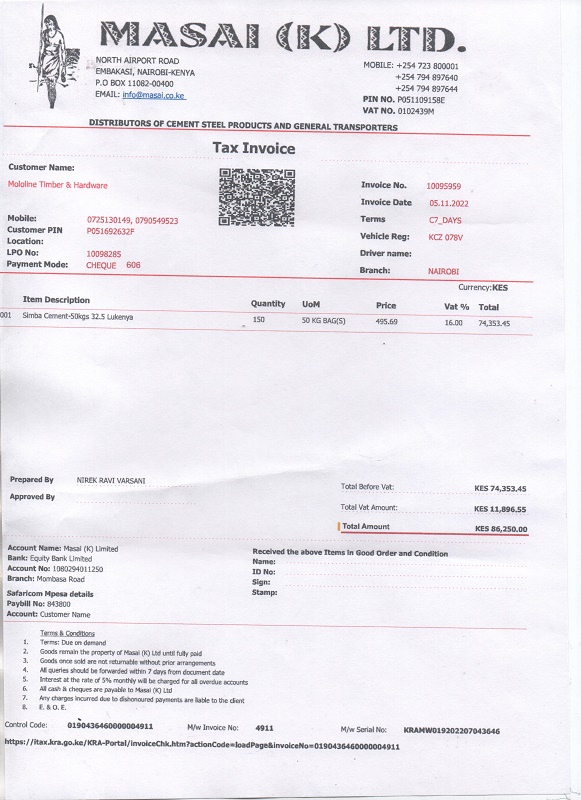 MASAI (K) LTD.
NORTH AIRPORT ROAD
EMBAKASI, NAIROBI-KENYA
P.O BOX 11082-00400
EMAIL: info@masai.co.ke
MOBILE: +254 723 800001
+254 794 897640
+254 794 897644
PIN NO. P051109158E
VAT NO. 0102439M
DISTRIBUTORS OF CEMENT STEEL PRODUCTS AND GENERAL TRANSPORTERS
Tax Invoice
Customer Name:
Mololine Timber & Hardware
Mobile: 0725130149, 0790549523
Customer PIN P051692632F
Location:
LPO No: 10098285
Payment Mode: CHEQUE 606
Invoice No. 10095959
Invoice Date 05.11.2022
Terms C7_DAYS
Vehicle Reg: KCZ 078V
Driver name:
Branch: NAIROBI
Currency:KES
Item Description Quantity UoM Price Vat % Total
001 Simba Cement-50kgs 32.5 Lukenya 150 50 KG BAG(S) 495.69 16.00 74,353.45
Prepared By NIREK RAVI VARSANI
Approved By
Total Before Vat: KES 74,353.45
Total Vat Amount: KES 11,896.55
Total Amount KES 86,250.00
Account Name: Masai (K) Limited
Bank: Equity Bank Limited
Account No: 1080294011250
Branch: Mombasa Road
Safaricom Mpesa details
Paybill No: 843800
Account: Customer Name
Received the above Items in Good Order and Condition
Name:
ID No:
Sign:
Stamp:
Terms & Conditions
1. Terms: Due on demand
2. Goods remain the property of Masai (K) Ltd until fully paid
3. Goods once sold are not returnable without prior arrangements
4. All queries should be forwarded within 7 days from document date
5. Interest at the rate of 5% monthly will be charged for all overdue accounts
6. All cash & cheques are payable to Masai (K) Ltd
7. Any charges incurred due to dishonoured payments are liable to the client
8. E. & O. E.
Control Code: 0190436460000004911 M/w Invoice No: 4911 M/w Serial No: KRAMW019202207043646
https://itax.kra.go.ke/KRA-Portal/invoiceChk.htm?actionCode=loadPage&invoiceNo=0190436460000004911